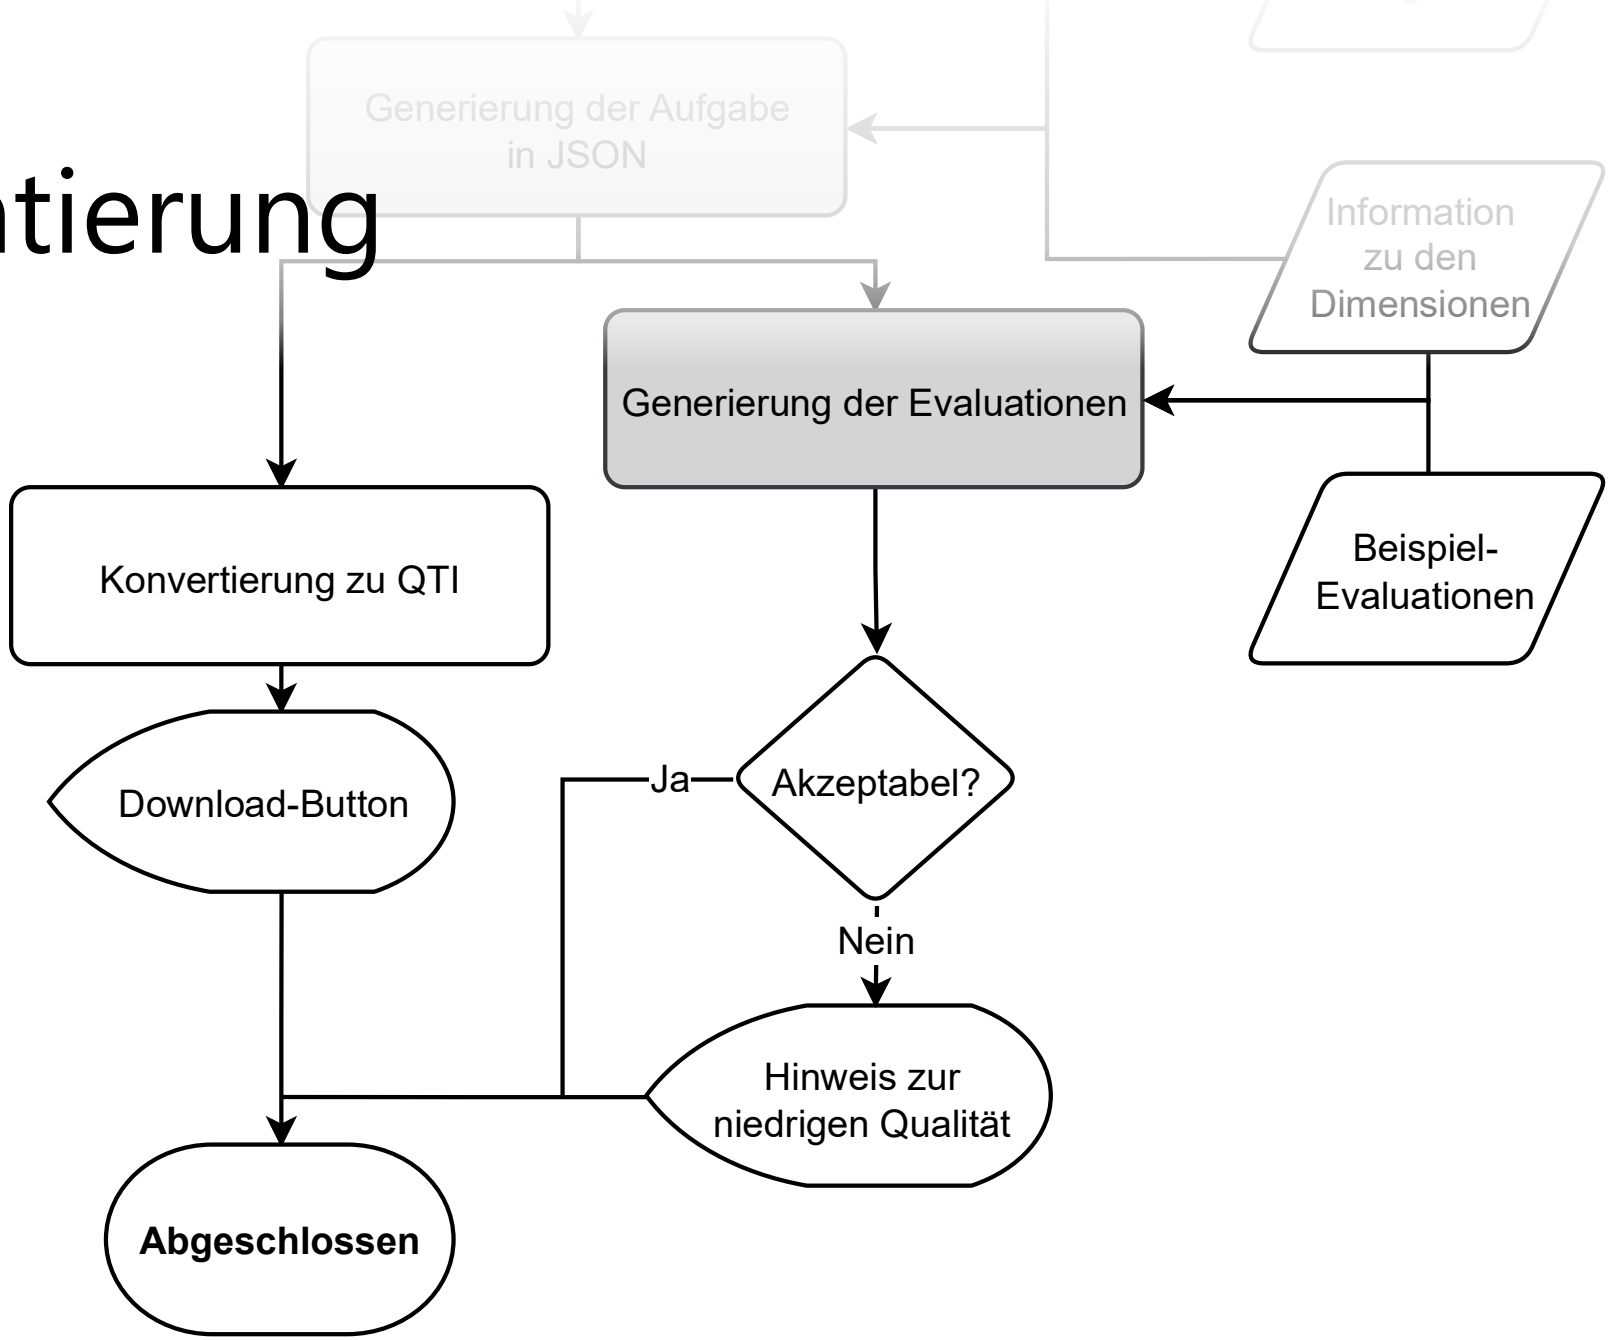 Generierung der Aufgabe
in JSON
ntierung
Information
zu den
Dimensionen
Generierung der Evaluationen
Beispiel-
Evaluationen
Konvertierung zu QTI
Download-Button
Ja
Akzeptabel?
Nein
Hinweis zur
niedrigen Qualität
Abgeschlossen